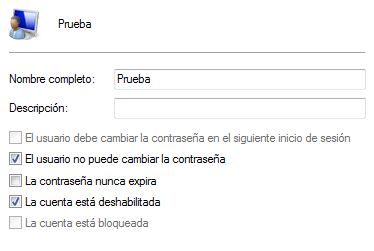 Prueba
Nombre completo: Prueba
Descripción:
El usuario debe cambiar la contraseña en el siguiente inicio de sesión
El usuario no puede cambiar la contraseña
La contraseña nunca expira
La cuenta está deshabilitada
La cuenta está bloqueada